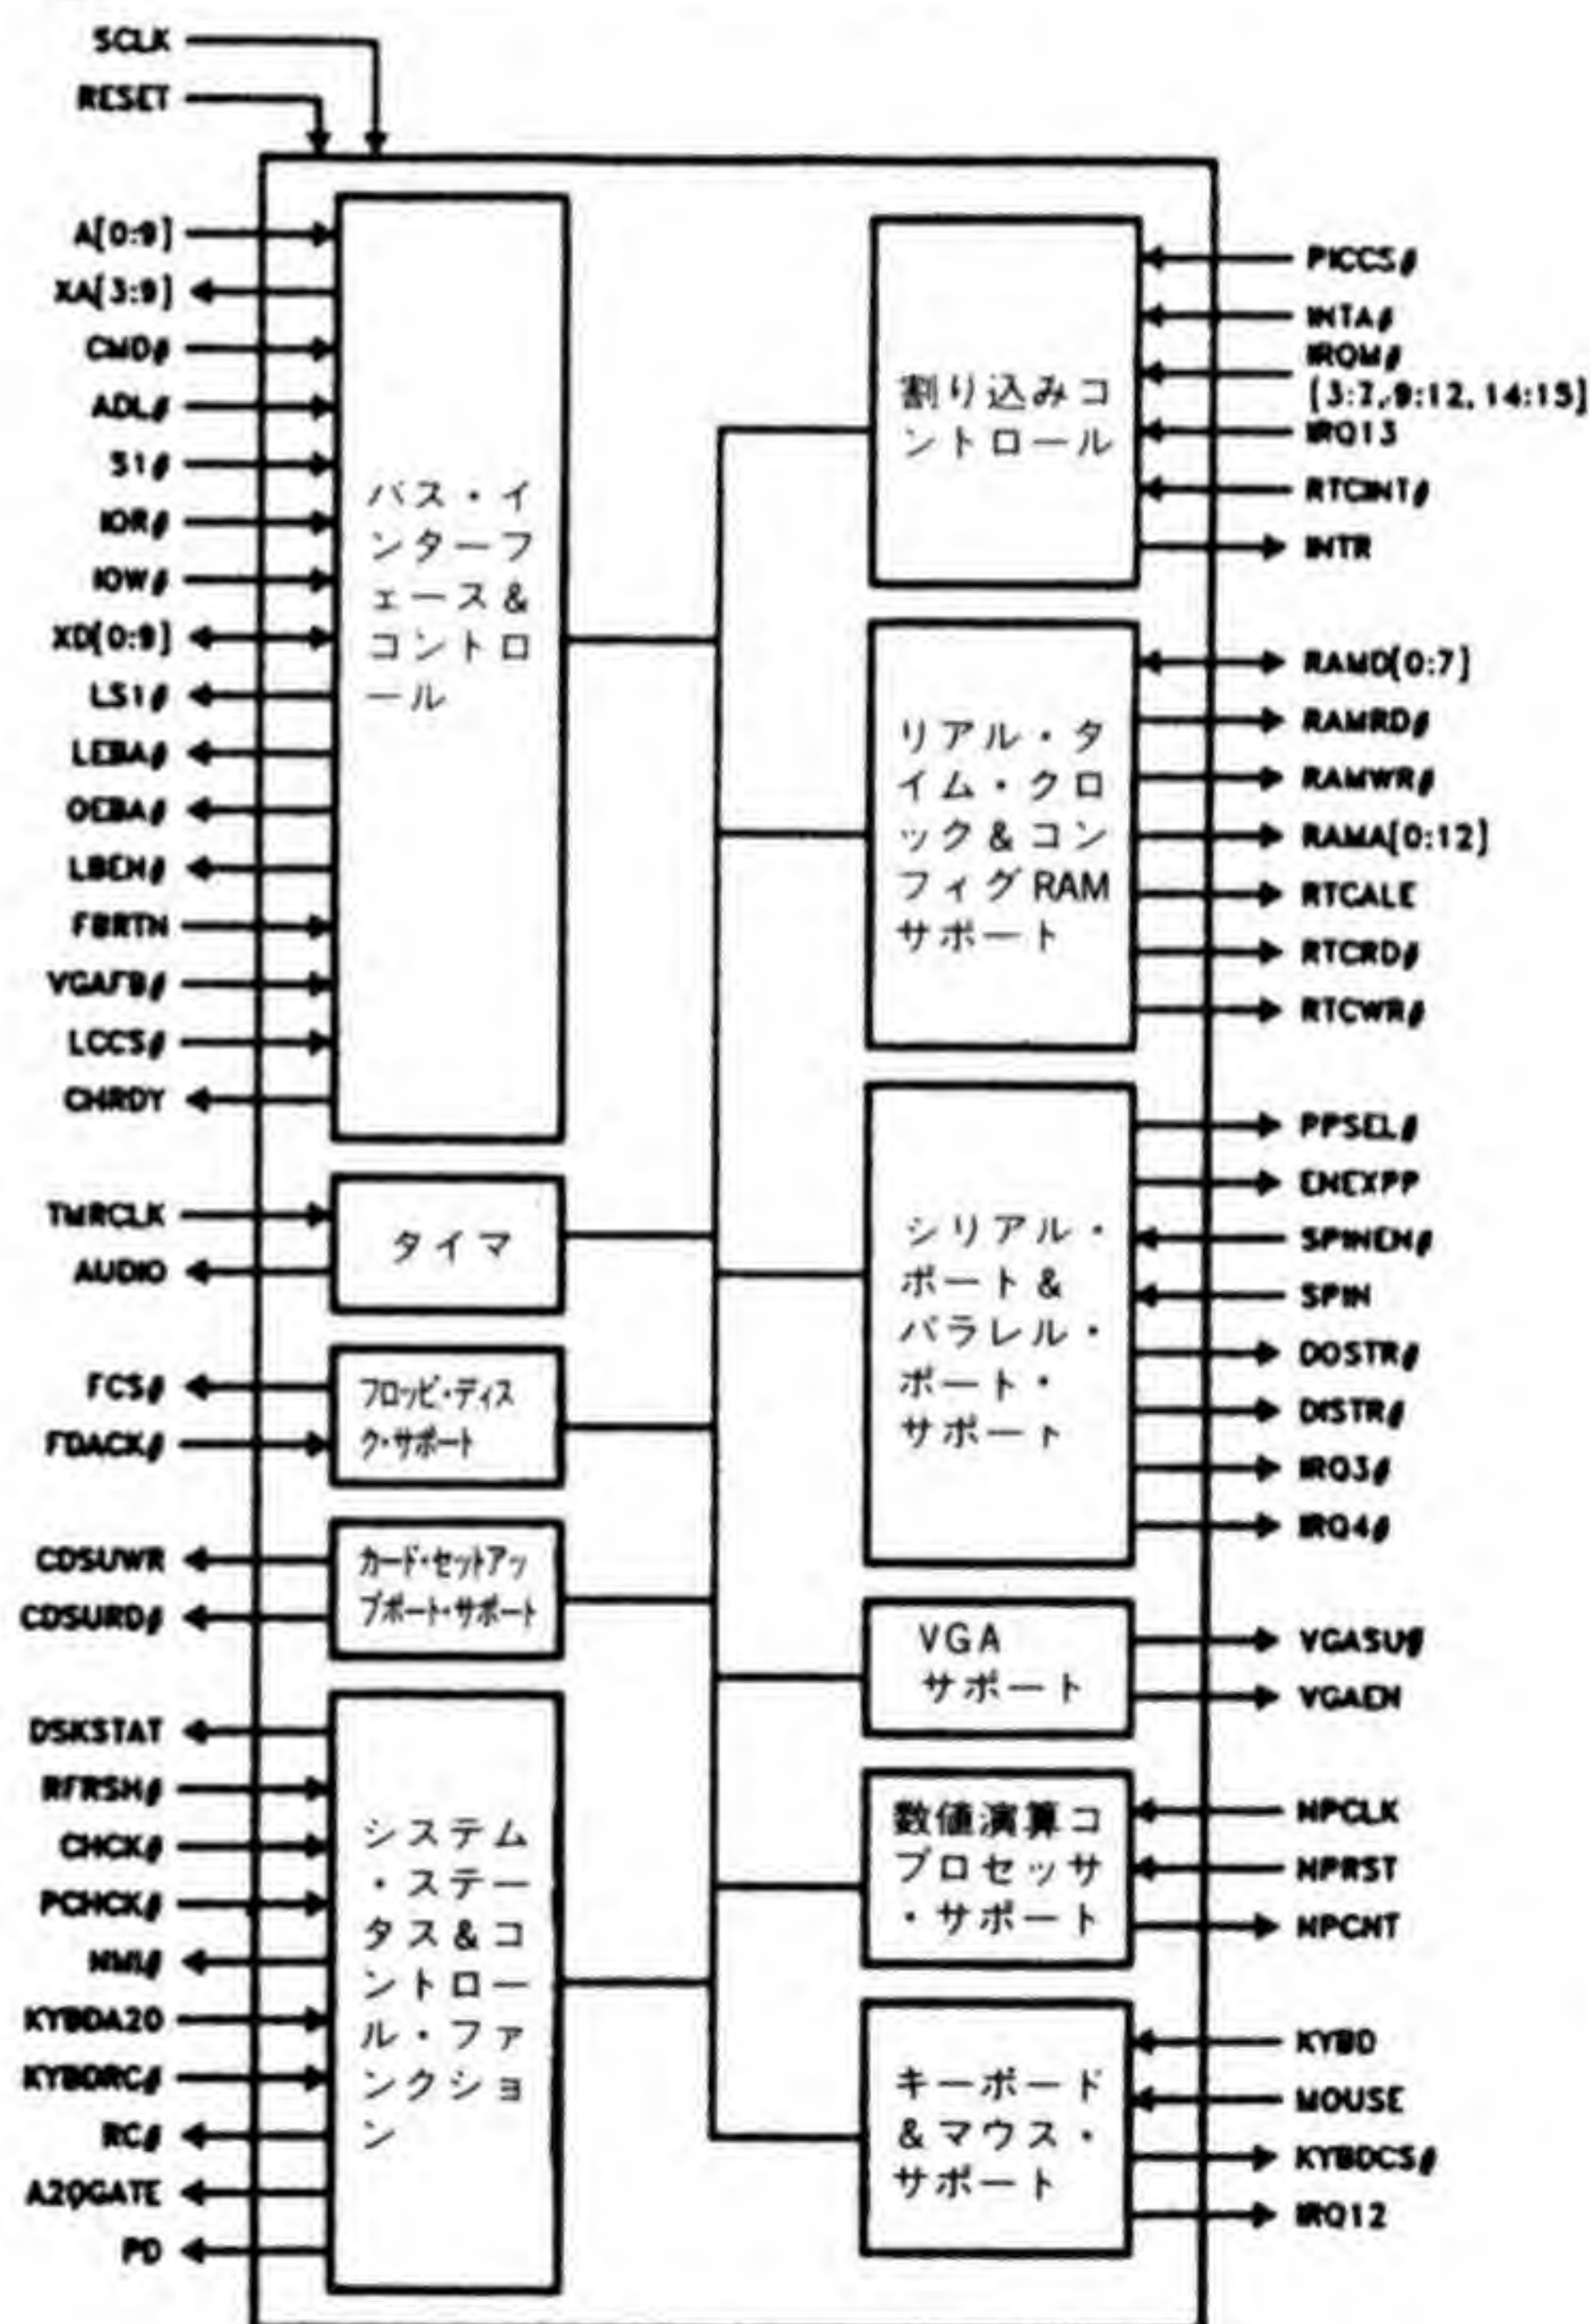 SCLK
RESET
A[0:9]
XA[3:9]
CMD#
ADL#
S1#
IOR#
IOW#
XD[0:9]
LS1#
LEBA#
OEBA#
LBEN#
FBRTN
VGAFB#
LCCS#
CHRDY
バス・イ
ンターフ
ェース&
コントロ
ール
TMRCLK
AUDIO
タイマ
FCS#
FDACK#
フロッピ・ディス
ク・サポート
CDSUWR
CDSURD#
カード・セットアッ
プポート・サポート
DSKSTAT
RFRSH#
CHCK#
PCHCK#
NMI#
KYBDA20
KYBDRC#
RC#
A20GATE
PD
システム
・ステー
タス&コ
ントロー
ル・ファ
ンクショ
ン
割り込みコ
ントロール
PICCS#
INTA#
IRQM#
[3:7,9:12,14:15]
IRQ13
RTCINT#
INTR
リアル・タ
イム・クロ
ック&コン
フィグRAM
サポート
RAMD[0:7]
RAMRD#
RAMWR#
RAMA[0:12]
RTCALE
RTCRD#
RTCWR#
シリアル・
ポート&
パラレル・
ポート・
サポート
PPSEL#
ENEXPP
SPINEN#
SPIN
DOSTR#
DISTR#
IRQ3#
IRQ4#
VGA
サポート
VGASU#
VGAEN
数値演算コ
プロセッサ
・サポート
NPCLK
NPRST
NPCNT
キーボード
&マウス・
サポート
KYBD
MOUSE
KYBDCS#
IRQ12